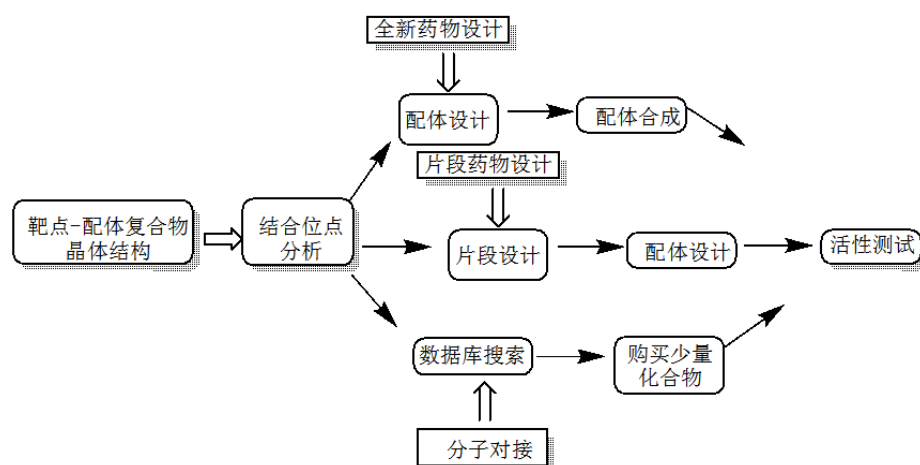 全新药物设计
配体设计
配体合成
片段药物设计
靶点-配体复合物
晶体结构
结合位点
分析
片段设计
配体设计
活性测试
数据库搜索
购买少量
化合物
分子对接